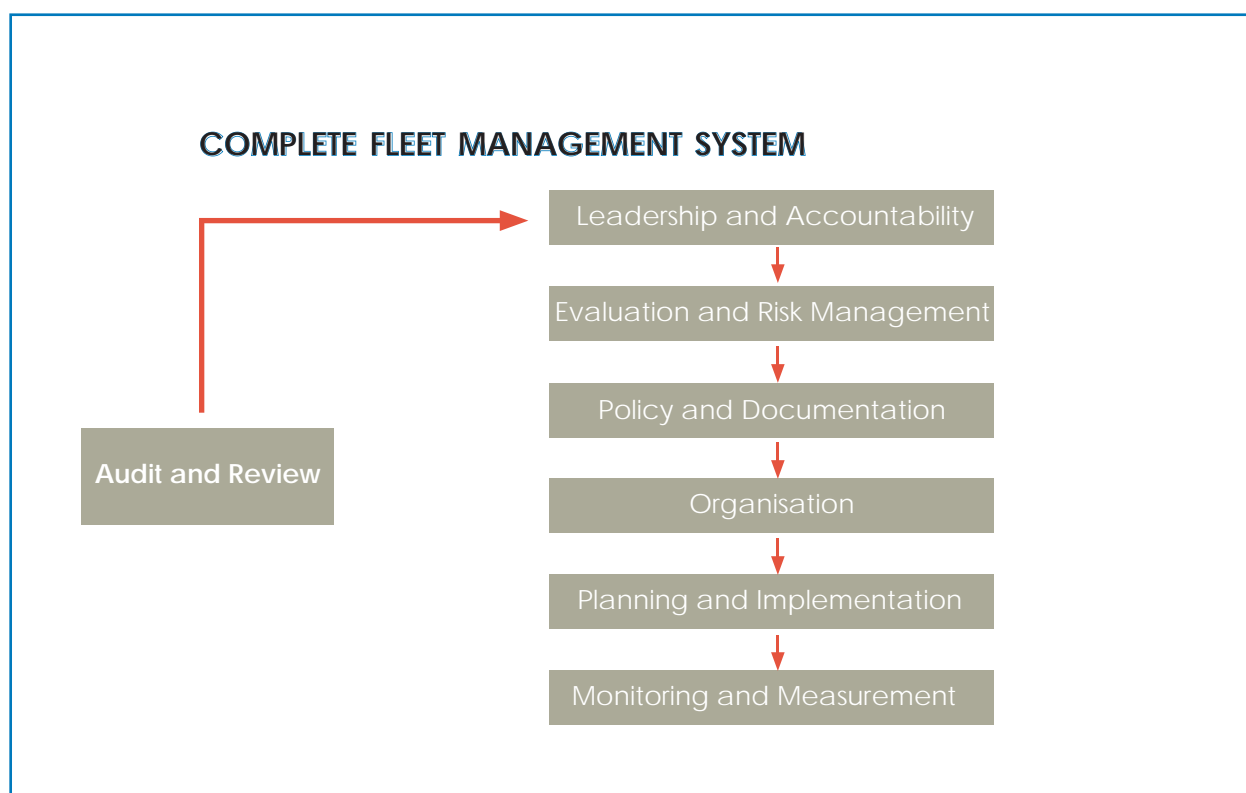 COMPLETE FLEET MANAGEMENT SYSTEM
Leadership and Accountability
Evaluation and Risk Management
Policy and Documentation
Audit and Review
Organisation
Planning and Implementation
Monitoring and Measurement